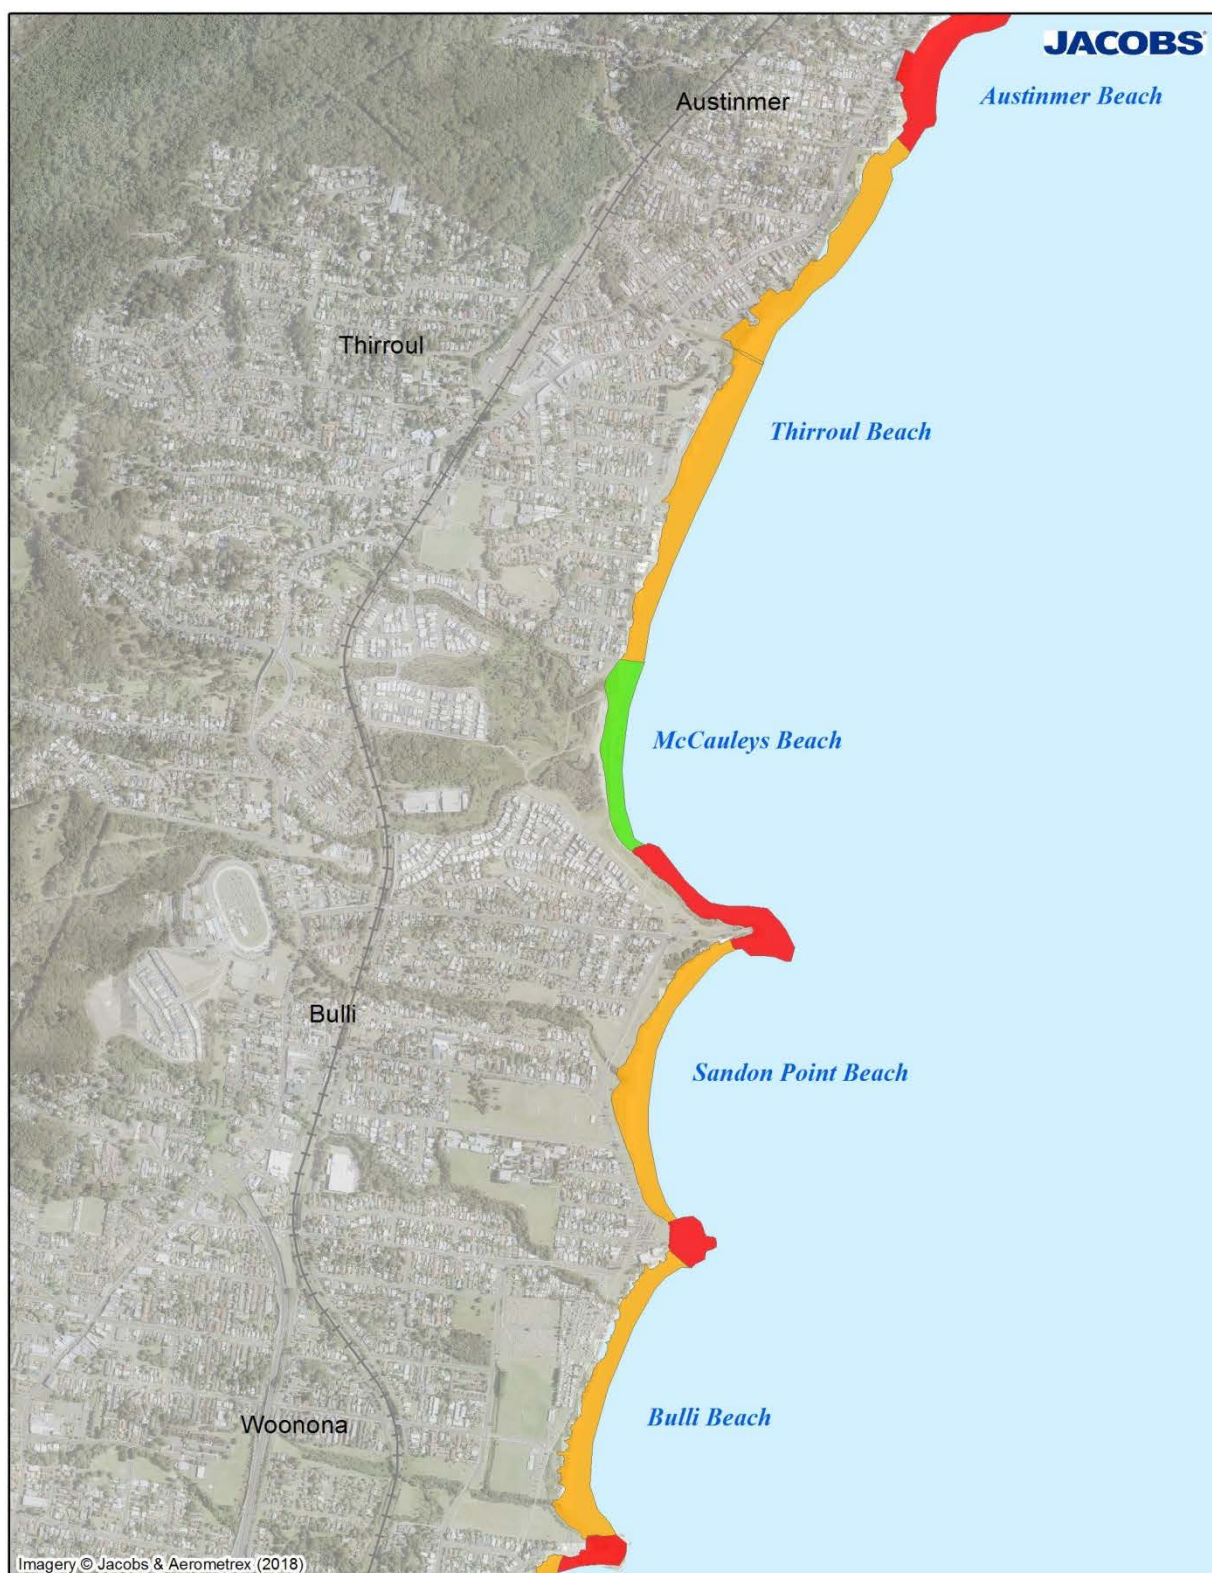 JACOBS
Austinmer Beach
Austinmer
Thirroul
Thirroul Beach
McCauleys Beach
Bulli
Sandon Point Beach
Bulli Beach
Woonona
Imagery © Jacobs & Aerometrex (2018)